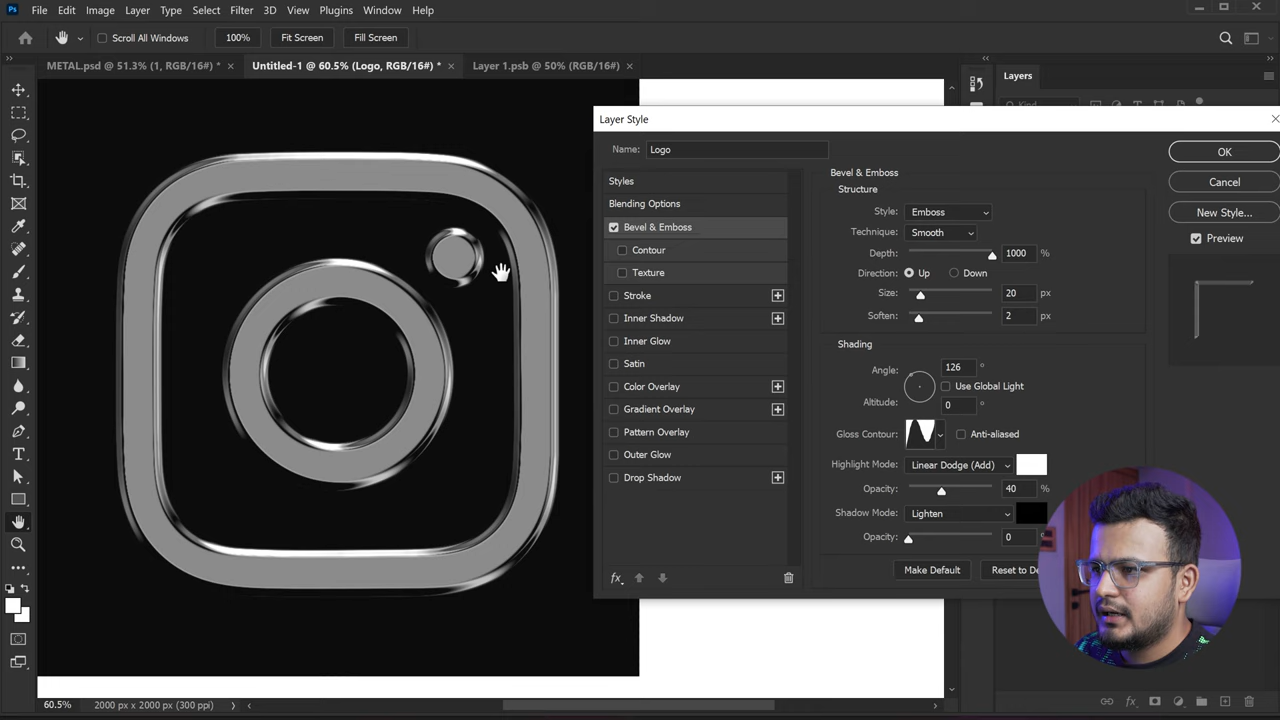 Ps File Edit Image Layer Type Select Filter 3D View Plugins Window Help
Scroll All Windows 100% Fit Screen Fill Screen
METAL.psd @ 51.3% (1, RGB/16#) * × Untitled-1 @ 60.5% (Logo, RGB/16#) * × Layer 1.psb @ 50% (RGB/16#) ×
Layers
Kind
Layer Style
Name: Logo
OK
Cancel
New Style...
Preview
Styles
Blending Options
Bevel & Emboss
Contour
Texture
Stroke
Inner Shadow
Inner Glow
Satin
Color Overlay
Gradient Overlay
Pattern Overlay
Outer Glow
Drop Shadow
fx
Bevel & Emboss
Structure
Style: Emboss
Technique: Smooth
Depth: 1000 %
Direction: Up Down
Size: 20 px
Soften: 2 px
Shading
Angle: 126 °
Use Global Light
Altitude: 0 °
Gloss Contour: Anti-aliased
Highlight Mode: Linear Dodge (Add)
Opacity: 40 %
Shadow Mode: Lighten
Opacity: 0
Make Default Reset to De
60.5% 2000 px x 2000 px (300 ppi)
fx